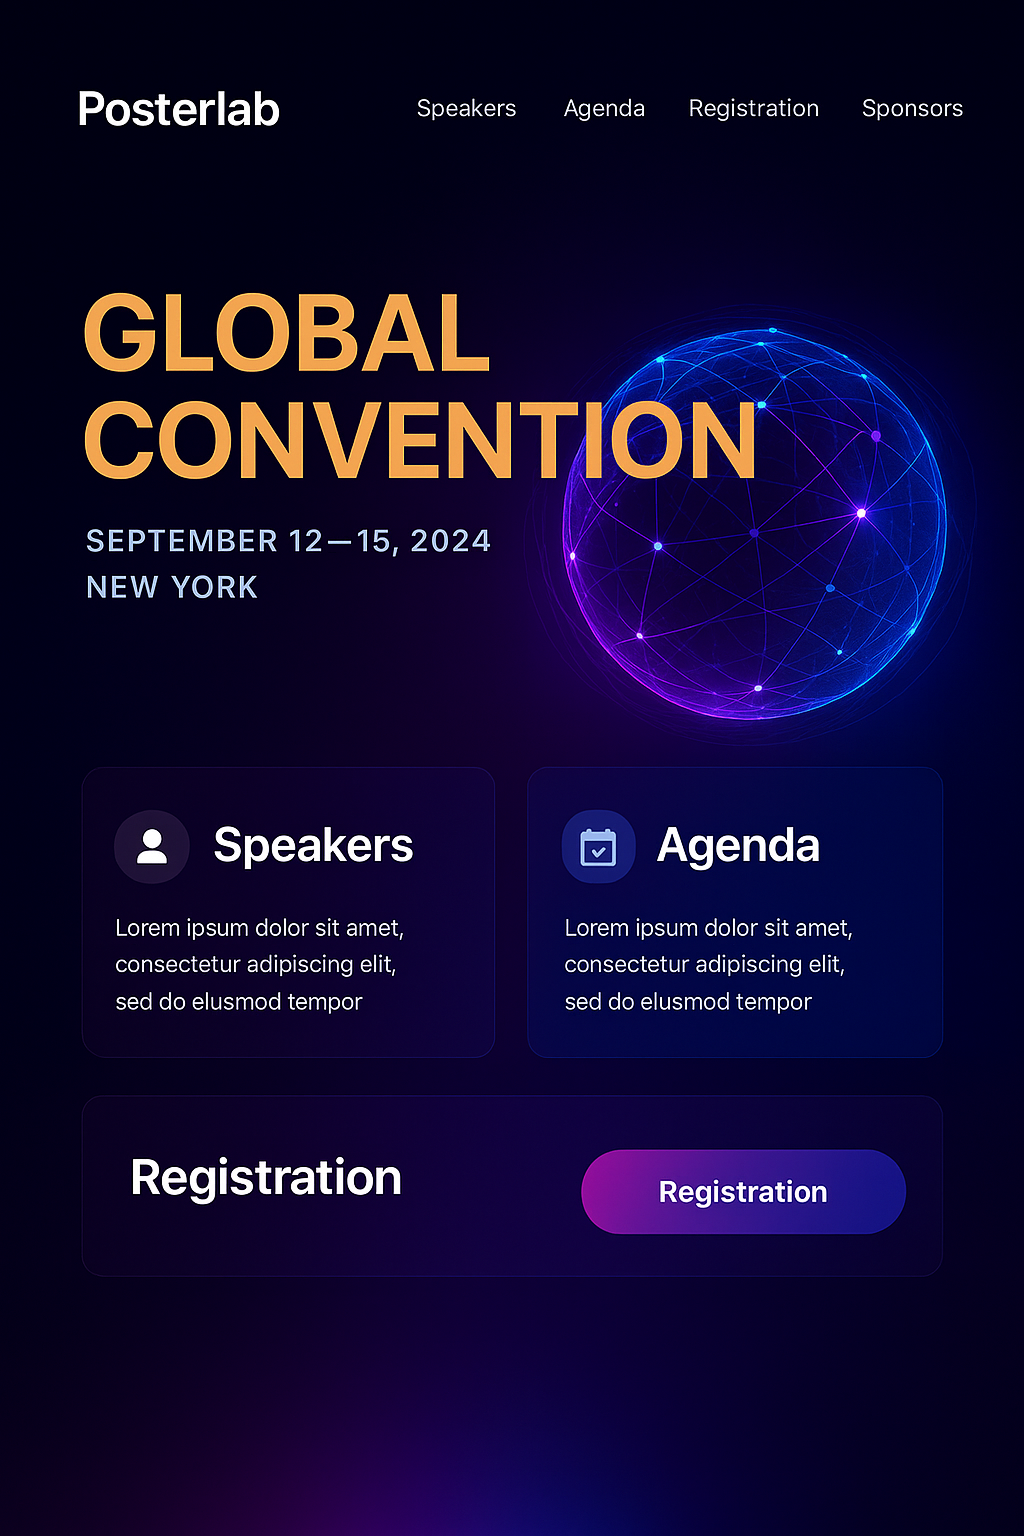 Posterlab
Speakers Agenda Registration Sponsors
GLOBAL
CONVENTION
SEPTEMBER 12—15, 2024
NEW YORK
Speakers
Lorem ipsum dolor sit amet,
consectetur adipiscing elit,
sed do elusmod tempor
Agenda
Lorem ipsum dolor sit amet,
consectetur adipiscing elit,
sed do elusmod tempor
Registration
Registration